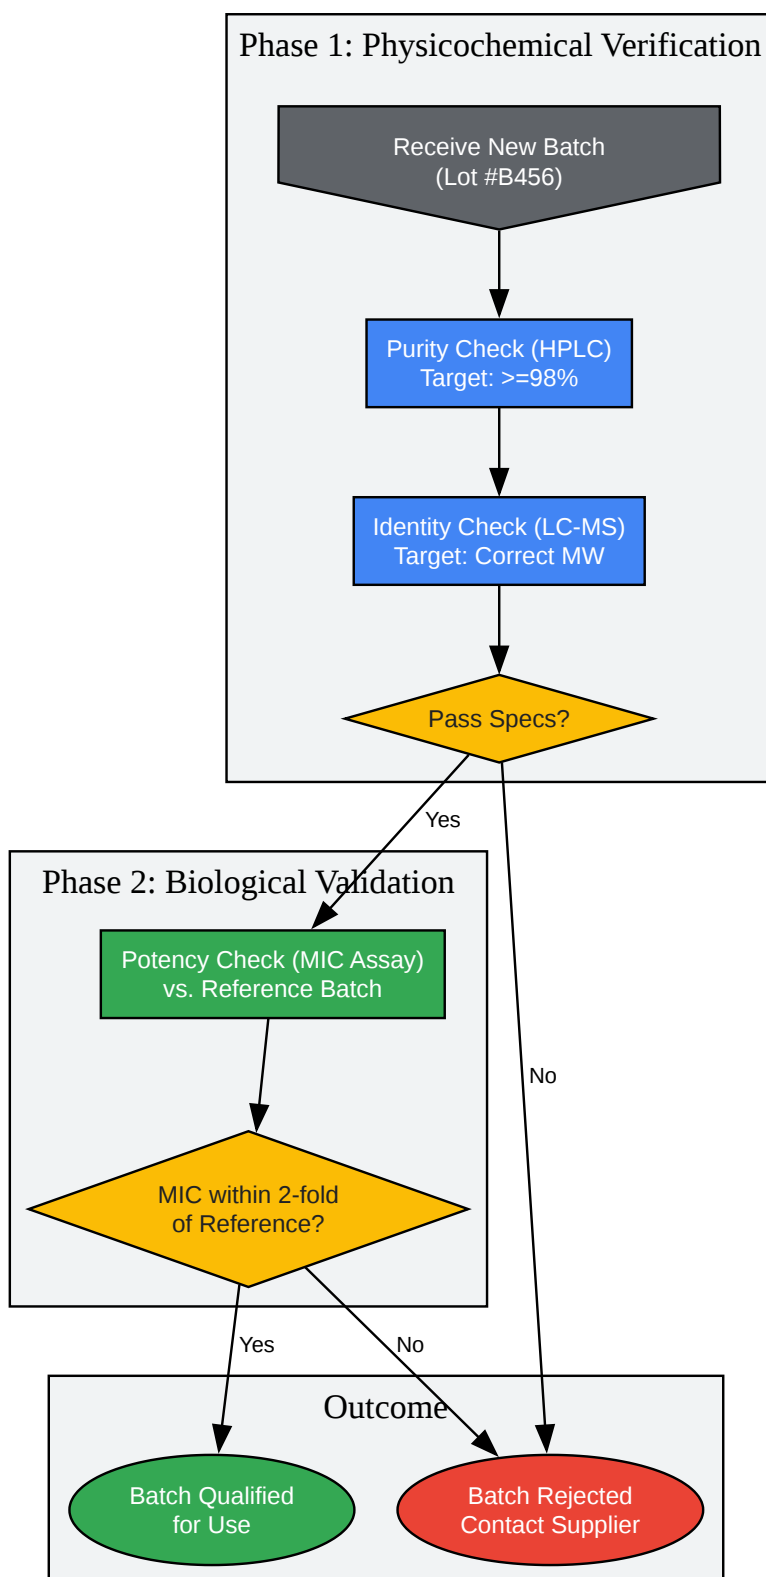 Phase 1: Physicochemical Verification
Receive New Batch
(Lot #B456)
Purity Check (HPLC)
Target: >=98%
Identity Check (LC-MS)
Target: Correct MW
Pass Specs?
Yes
No
Phase 2: Biological Validation
Potency Check (MIC Assay)
vs. Reference Batch
MIC within 2-fold
of Reference?
Yes
No
Outcome
Batch Qualified
for Use
Batch Rejected
Contact Supplier